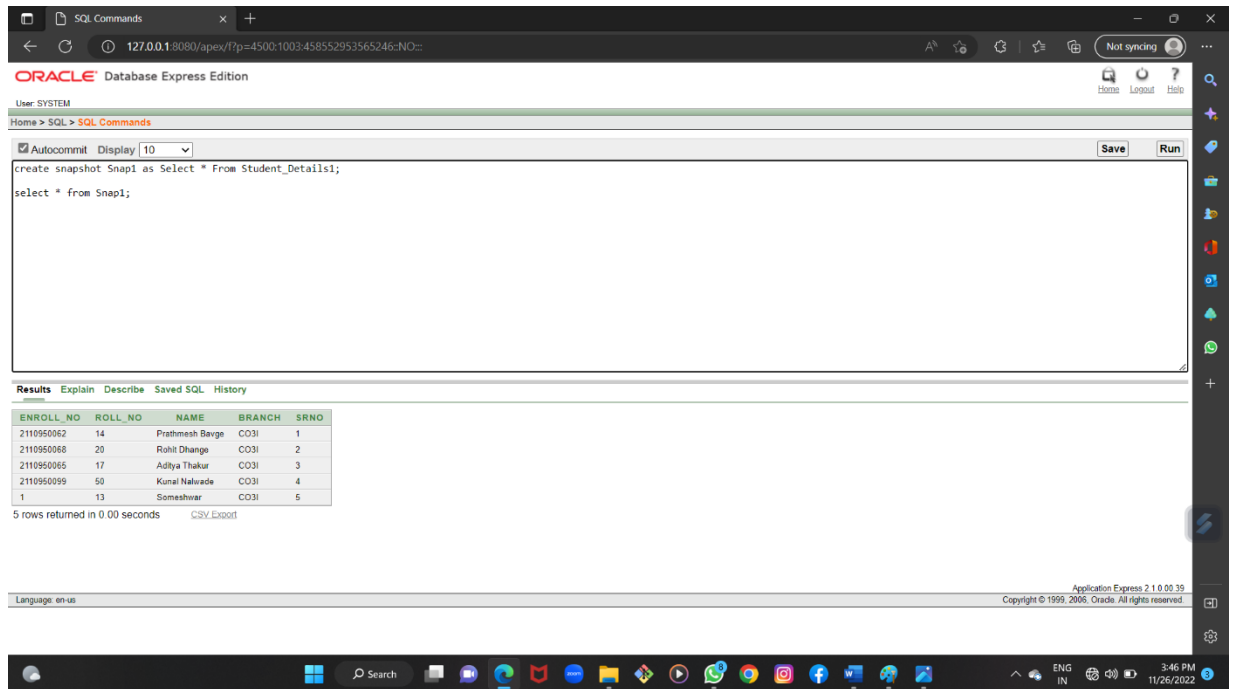 SQL Commands
127.0.0.1:8080/apex/f?p=4500:1003:458552953565246::NO:::
Not syncing
ORACLE Database Express Edition
Home Logout Help
User: SYSTEM
Home > SQL > SQL Commands
Autocommit Display 10 Save Run
create snapshot Snap1 as Select * From Student_Details1;
select * from Snap1;
Results Explain Describe Saved SQL History
ENROLL_NO ROLL_NO NAME BRANCH SRNO
2110950062 14 Prathmesh Bavge CO3I 1
2110950068 20 Rohit Dhange CO3I 2
2110950065 17 Aditya Thakur CO3I 3
2110950099 50 Kunal Nalwade CO3I 4
1 13 Someshwar CO3I 5
5 rows returned in 0.00 seconds CSV Export
Application Express 2.1.0.00.39
Language: en-us Copyright © 1999, 2006, Oracle. All rights reserved.
Search zoom 8 ENG IN 3:46 PM 11/26/2022 3